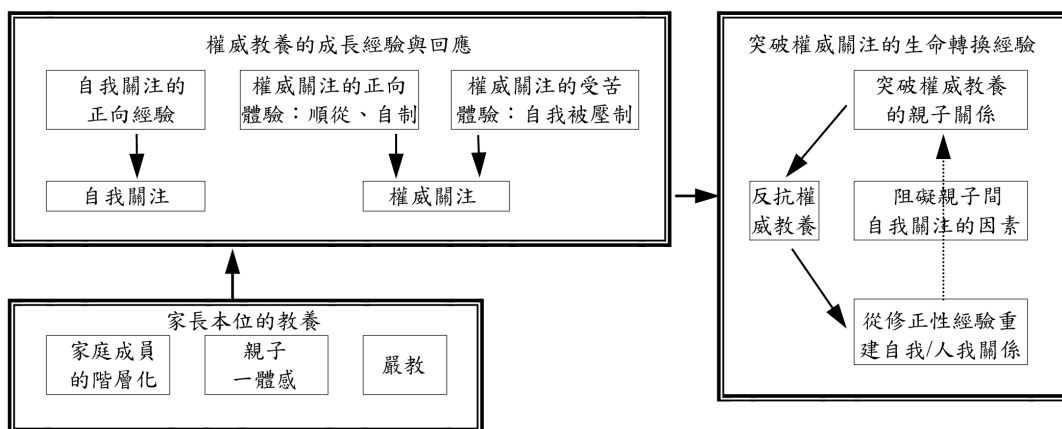 權威教養的成長經驗與回應
自我關注的
正向經驗
權威關注的正向
體驗：順從、自制
權威關注的受苦
體驗：自我被壓制
自我關注
權威關注
家長本位的教養
家庭成員
的階層化
親子
一體感
嚴教
突破權威關注的生命轉換經驗
突破權威教養
的親子關係
反抗權
威教養
阻礙親子間
自我關注的因素
從修正性經驗重
建自我/人我關係